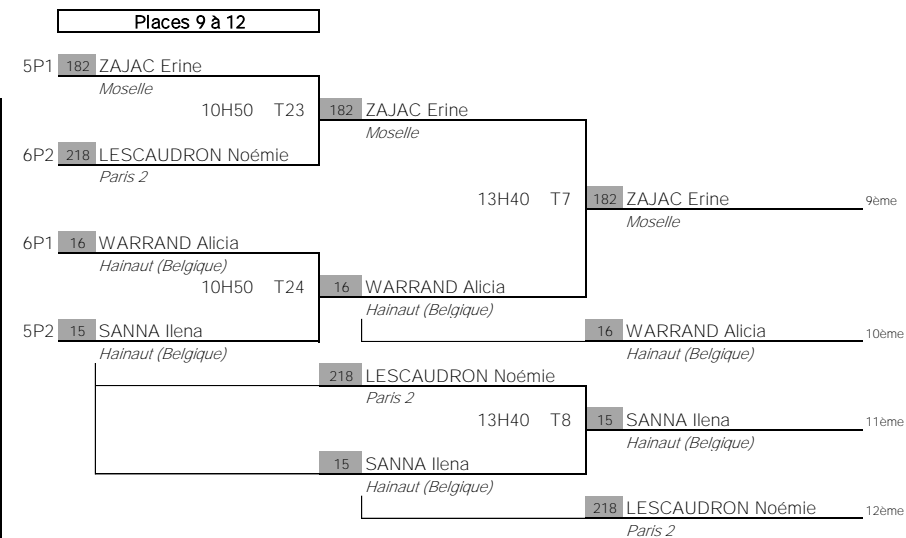 Places 9 à 12
5P1 182 ZAJAC Erine
Moselle
10H50 T23 182 ZAJAC Erine
Moselle
6P2 218 LESCAUDRON Noémie
Paris 2
13H40 T7 182 ZAJAC Erine 9ème
Moselle
6P1 16 WARRAND Alicia
Hainaut (Belgique)
10H50 T24 16 WARRAND Alicia
Hainaut (Belgique)
5P2 15 SANNA Ilena
Hainaut (Belgique)
16 WARRAND Alicia 10ème
Hainaut (Belgique)
218 LESCAUDRON Noémie
Paris 2
13H40 T8 15 SANNA Ilena 11ème
Hainaut (Belgique)
15 SANNA Ilena
Hainaut (Belgique)
218 LESCAUDRON Noémie 12ème
Paris 2